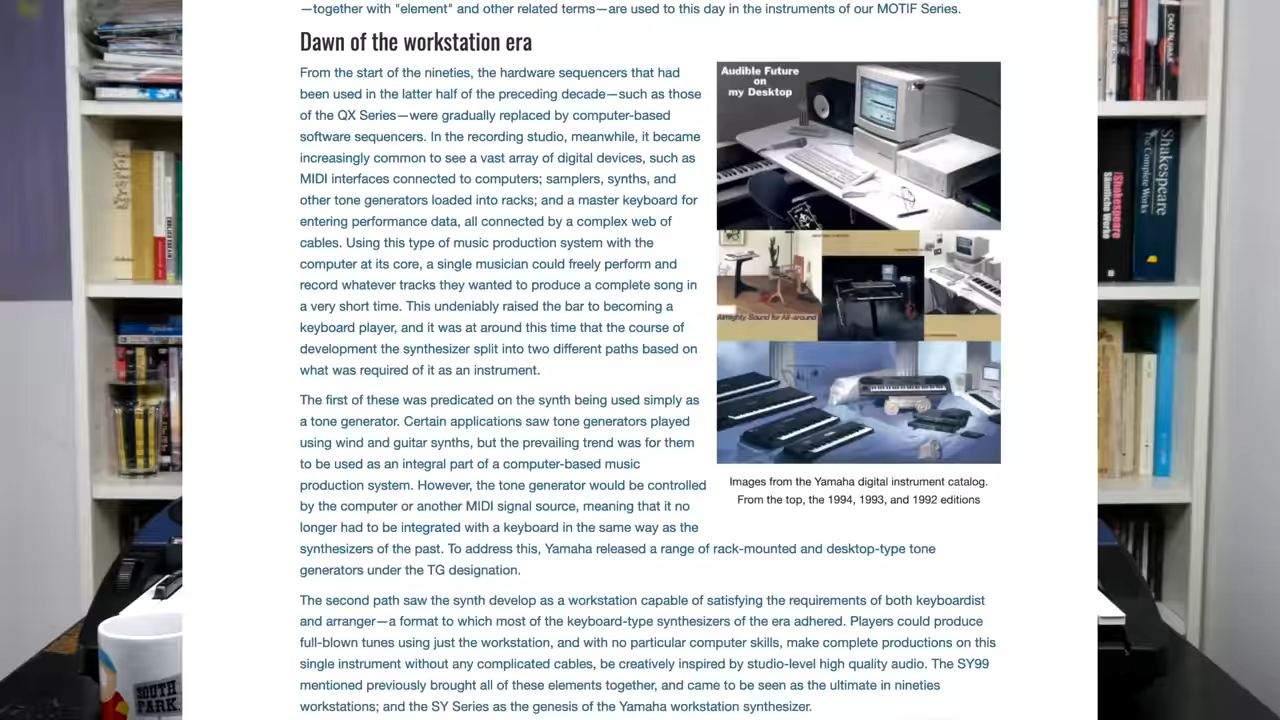 —together with "element" and other related terms—are used to this day in the instruments of our MOTIF Series.
Dawn of the workstation era
From the start of the nineties, the hardware sequencers that had
been used in the latter half of the preceding decade—such as those
of the QX Series—were gradually replaced by computer-based
software sequencers. In the recording studio, meanwhile, it became
increasingly common to see a vast array of digital devices, such as
MIDI interfaces connected to computers; samplers, synths, and
other tone generators loaded into racks; and a master keyboard for
entering performance data, all connected by a complex web of
cables. Using this type of music production system with the
computer at its core, a single musician could freely perform and
record whatever tracks they wanted to produce a complete song in
a very short time. This undeniably raised the bar to becoming a
keyboard player, and it was at around this time that the course of
development the synthesizer split into two different paths based on
what was required of it as an instrument.
The first of these was predicated on the synth being used simply as
a tone generator. Certain applications saw tone generators played
using wind and guitar synths, but the prevailing trend was for them
to be used as an integral part of a computer-based music
production system. However, the tone generator would be controlled
by the computer or another MIDI signal source, meaning that it no
longer had to be integrated with a keyboard in the same way as the
synthesizers of the past. To address this, Yamaha released a range of rack-mounted and desktop-type tone
generators under the TG designation.
The second path saw the synth develop as a workstation capable of satisfying the requirements of both keyboardist
and arranger—a format to which most of the keyboard-type synthesizers of the era adhered. Players could produce
full-blown tunes using just the workstation, and with no particular computer skills, make complete productions on this
single instrument without any complicated cables, be creatively inspired by studio-level high quality audio. The SY99
mentioned previously brought all of these elements together, and came to be seen as the ultimate in nineties
workstations; and the SY Series as the genesis of the Yamaha workstation synthesizer.
Audible Future
on
my Desktop
Almighty Sound for All-around
Images from the Yamaha digital instrument catalog.
From the top, the 1994, 1993, and 1992 editions
Shakespeare
The Complete Works
Shakespeare
Sämtliche Werke
SOUTH
PARK